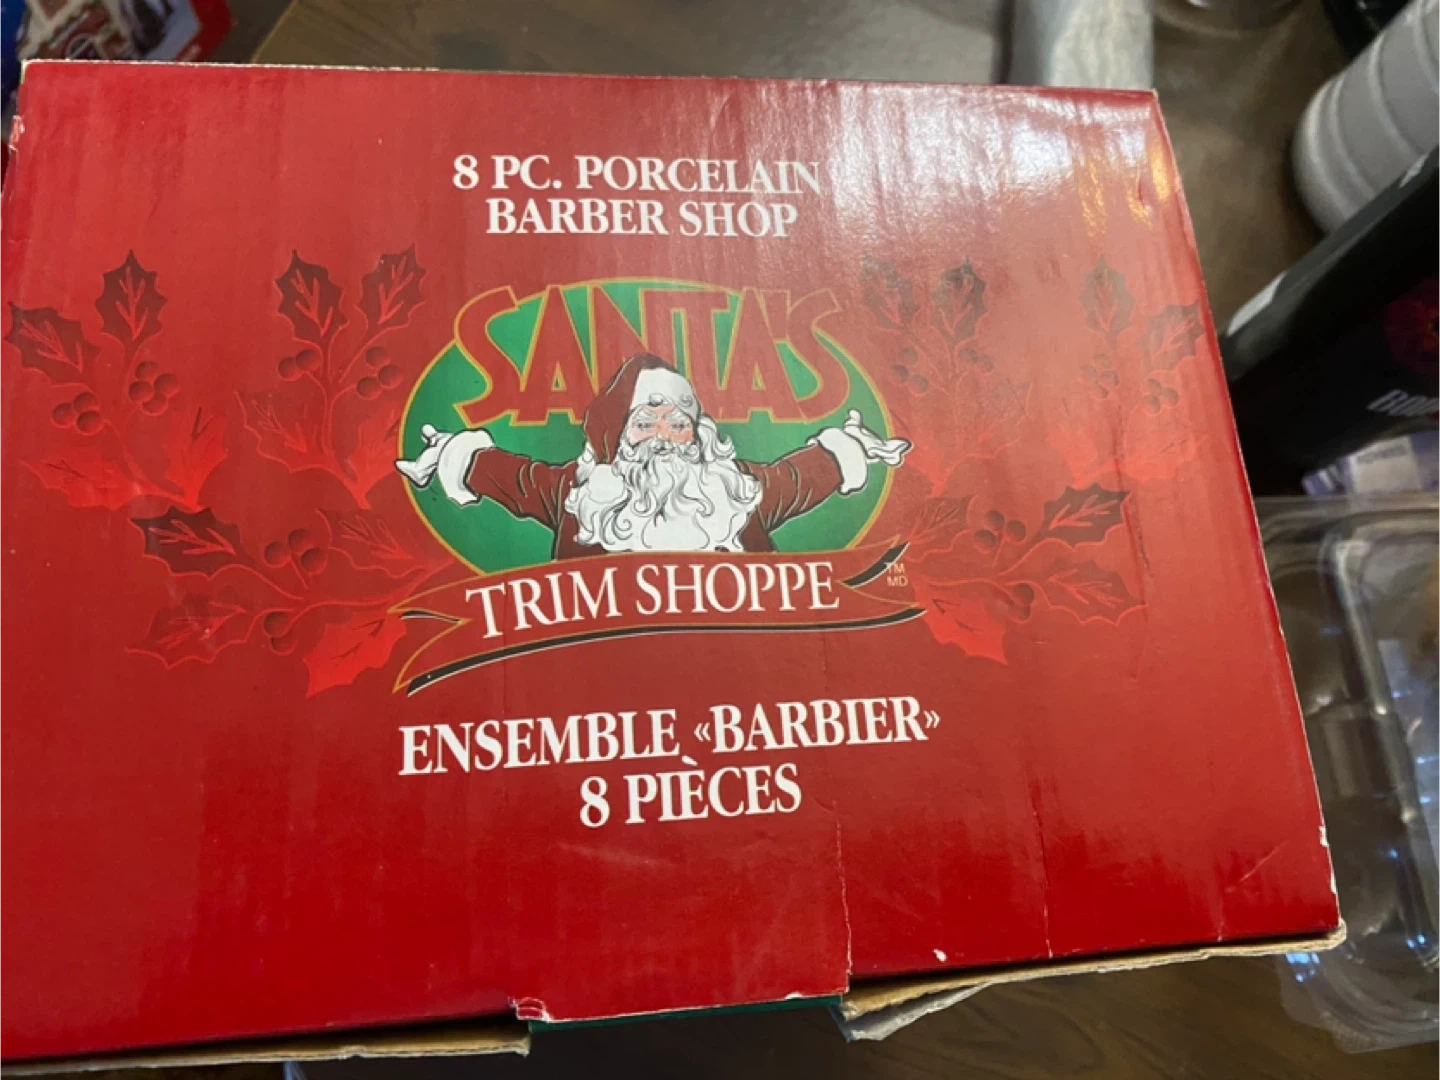 8 PC. PORCELAIN
BARBER SHOP
SANTA'S
TRIM SHOPPE
TM
MD
ENSEMBLE «BARBIER»
8 PIÈCES